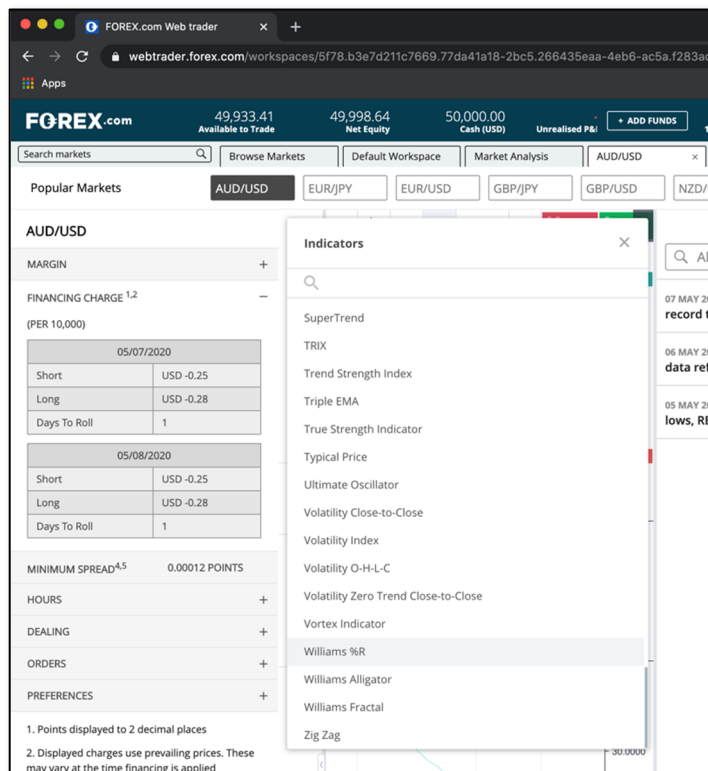 FOREX.com Web trader
webtrader.forex.com/workspaces/5f78.b3e7d211c7669.77da41a18-2bc5.266435eaa-4eb6-ac5a.f283a
Apps
FOREX.com
49,933.41
Available to Trade
49,998.64
Net Equity
50,000.00
Cash (USD)
Unrealised P&
+ ADD FUNDS
Search markets
Browse Markets
Default Workspace
Market Analysis
AUD/USD
Popular Markets
AUD/USD
EUR/JPY
EUR/USD
GBP/JPY
GBP/USD
NZD/
AUD/USD
MARGIN
FINANCING CHARGE 1,2
(PER 10,000)
05/07/2020
Short USD -0.25
Long USD -0.28
Days To Roll 1
05/08/2020
Short USD -0.25
Long USD -0.28
Days To Roll 1
MINIMUM SPREAD4,5 0.00012 POINTS
HOURS
DEALING
ORDERS
PREFERENCES
1. Points displayed to 2 decimal places
2. Displayed charges use prevailing prices. These
may vary at the time financing is applied
Indicators
SuperTrend
TRIX
Trend Strength Index
Triple EMA
True Strength Indicator
Typical Price
Ultimate Oscillator
Volatility Close-to-Close
Volatility Index
Volatility O-H-L-C
Volatility Zero Trend Close-to-Close
Vortex Indicator
Williams %R
Williams Alligator
Williams Fractal
Zig Zag
30.0000
07 MAY 2
record
06 MAY 2
data
05 MAY 2
lows,